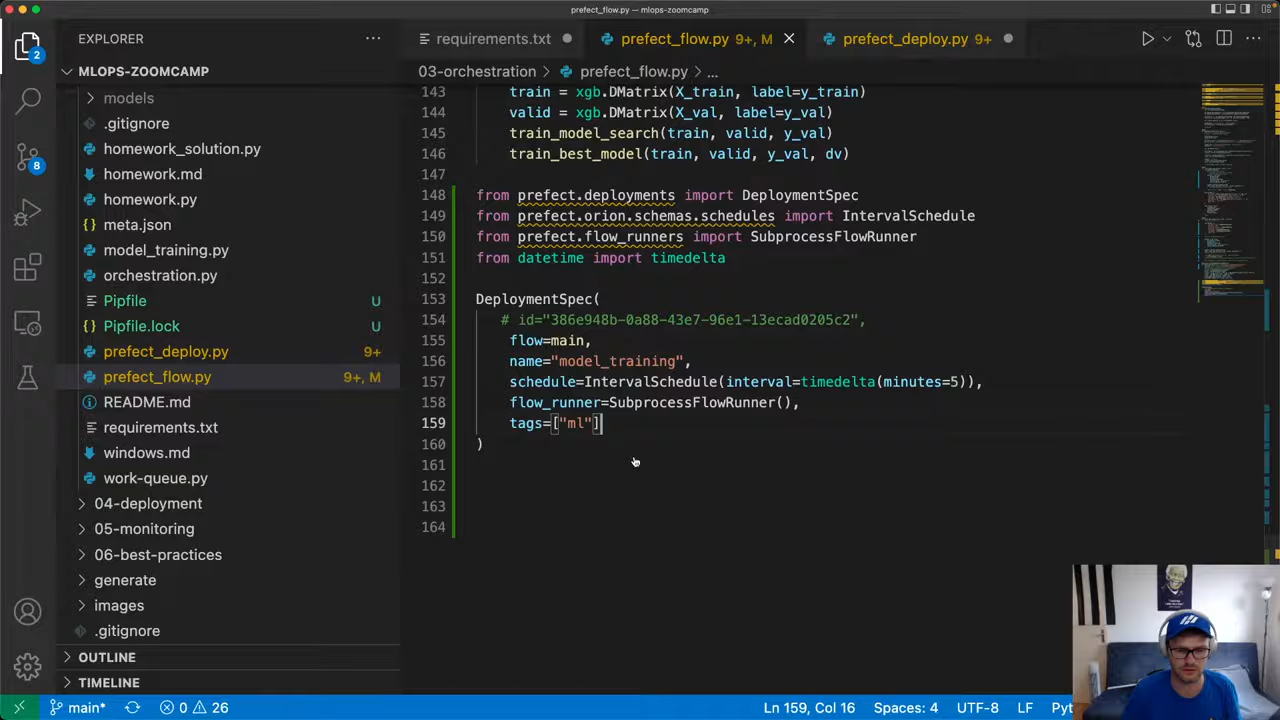 prefect_flow.py — mlops-zoomcamp
EXPLORER
requirements.txt
prefect_flow.py 9+, M
prefect_deploy.py 9+
2
MLOPS-ZOOMCAMP
03-orchestration > prefect_flow.py > ...
models
.gitignore
homework_solution.py
8
homework.md
homework.py
meta.json
model_training.py
orchestration.py
Pipfile U
Pipfile.lock U
prefect_deploy.py 9+
prefect_flow.py 9+, M
README.md
requirements.txt
windows.md
work-queue.py
04-deployment
05-monitoring
06-best-practices
generate
images
.gitignore
OUTLINE
TIMELINE
143 train = xgb.DMatrix(X_train, label=y_train)
144 valid = xgb.DMatrix(X_val, label=y_val)
145 train_model_search(train, valid, y_val)
146 train_best_model(train, valid, y_val, dv)
147
148 from prefect.deployments import DeploymentSpec
149 from prefect.orion.schemas.schedules import IntervalSchedule
150 from prefect.flow_runners import SubprocessFlowRunner
151 from datetime import timedelta
152
153 DeploymentSpec(
154 # id="386e948b-0a88-43e7-96e1-13ecad0205c2",
155 flow=main,
156 name="model_training",
157 schedule=IntervalSchedule(interval=timedelta(minutes=5)),
158 flow_runner=SubprocessFlowRunner(),
159 tags=["ml"]
160 )
161
162
163
164
main* 0 26
Ln 159, Col 16 Spaces: 4 UTF-8 LF